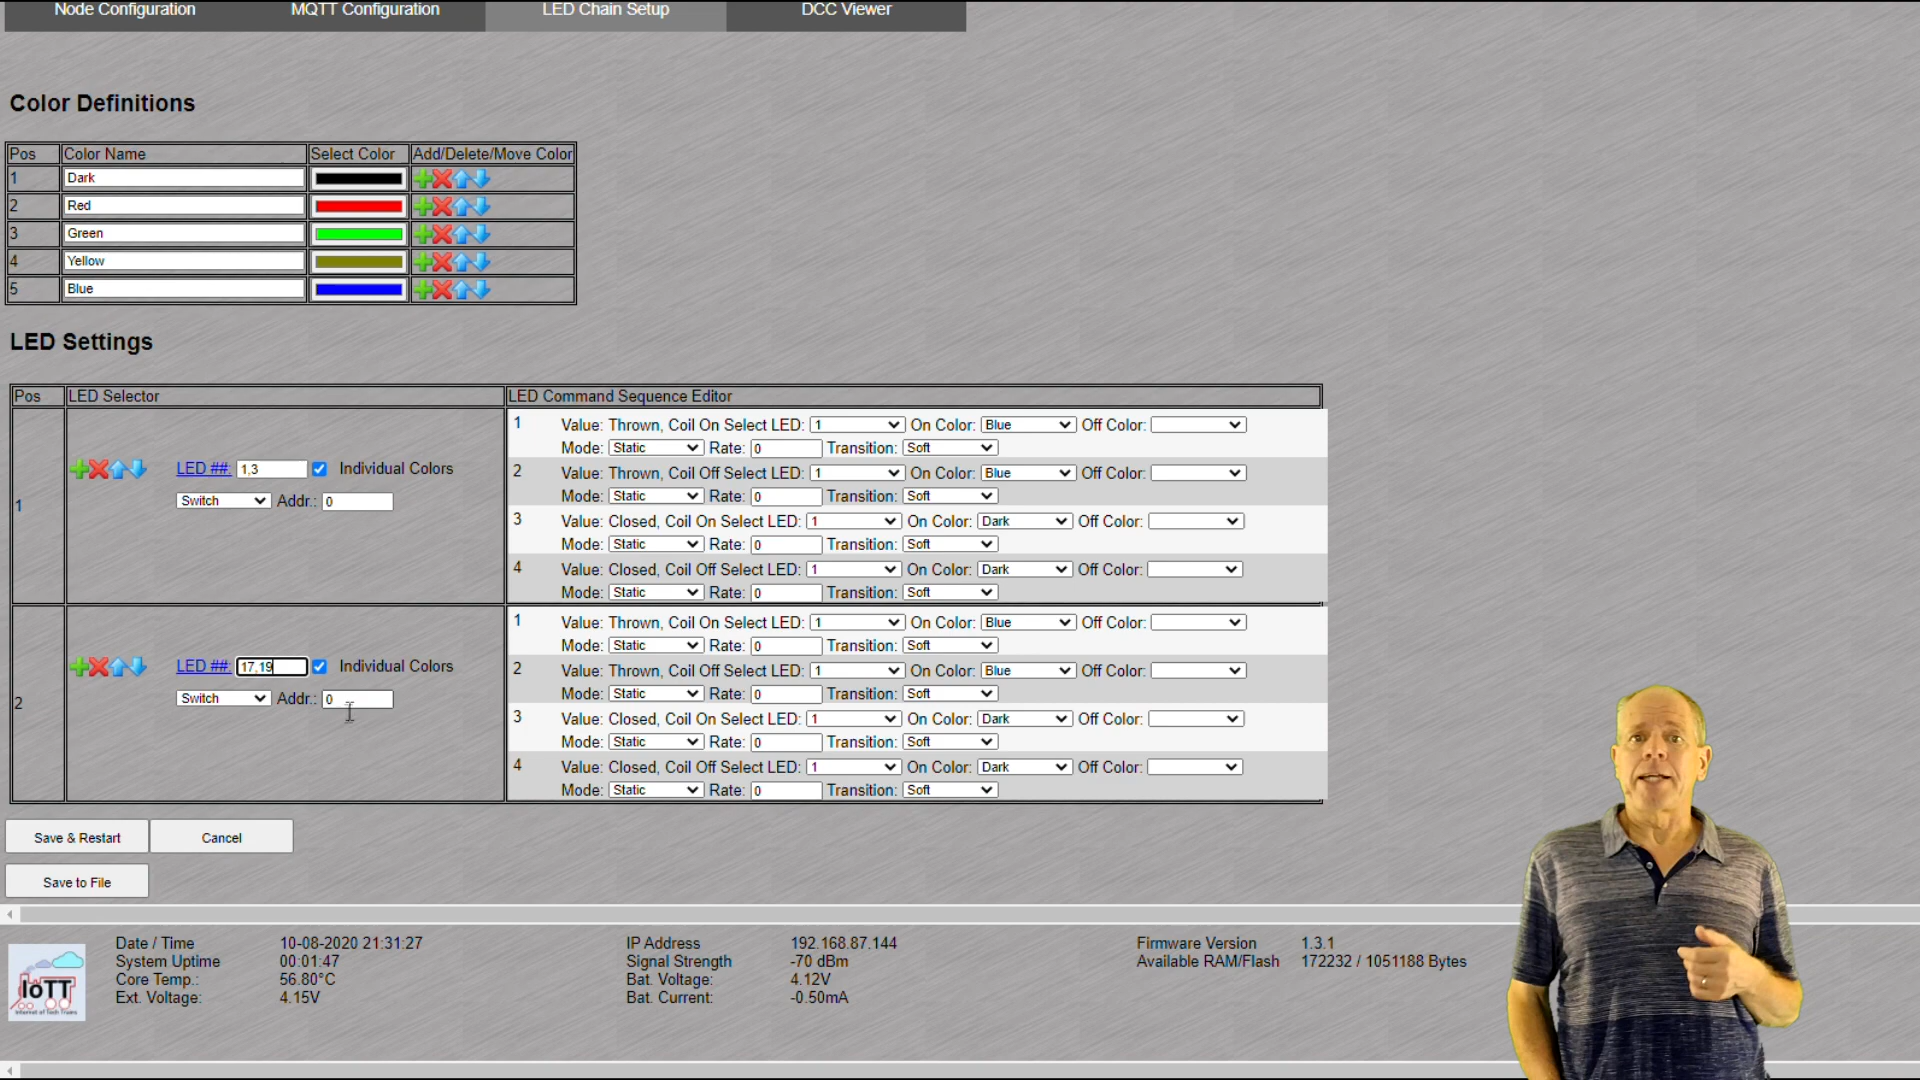 Node Configuration MQTT Configuration LED Chain Setup DCC Viewer
Color Definitions
Pos Color Name Select Color Add/Delete/Move Color
1 Dark
2 Red
3 Green
4 Yellow
5 Blue
LED Settings
Pos LED Selector LED Command Sequence Editor
1
LED ##: 1,3 Individual Colors
Switch Addr.: 0
1 Value: Thrown, Coil On Select LED: 1 On Color: Blue Off Color:
Mode: Static Rate: 0 Transition: Soft
2 Value: Thrown, Coil Off Select LED: 1 On Color: Blue Off Color:
Mode: Static Rate: 0 Transition: Soft
3 Value: Closed, Coil On Select LED: 1 On Color: Dark Off Color:
Mode: Static Rate: 0 Transition: Soft
4 Value: Closed, Coil Off Select LED: 1 On Color: Dark Off Color:
Mode: Static Rate: 0 Transition: Soft
2
LED ##: 17,19 Individual Colors
Switch Addr.: 0
1 Value: Thrown, Coil On Select LED: 1 On Color: Blue Off Color:
Mode: Static Rate: 0 Transition: Soft
2 Value: Thrown, Coil Off Select LED: 1 On Color: Blue Off Color:
Mode: Static Rate: 0 Transition: Soft
3 Value: Closed, Coil On Select LED: 1 On Color: Dark Off Color:
Mode: Static Rate: 0 Transition: Soft
4 Value: Closed, Coil Off Select LED: 1 On Color: Dark Off Color:
Mode: Static Rate: 0 Transition: Soft
Save & Restart Cancel
Save to File
IoTT
Internet of Tech Trains
Date / Time 10-08-2020 21:31:27 IP Address 192.168.87.144 Firmware Version 1.3.1
System Uptime 00:01:47 Signal Strength -70 dBm Available RAM/Flash 172232 / 1051188 Bytes
Core Temp.: 56.80°C Bat. Voltage: 4.12V
Ext. Voltage: 4.15V Bat. Current: -0.50mA